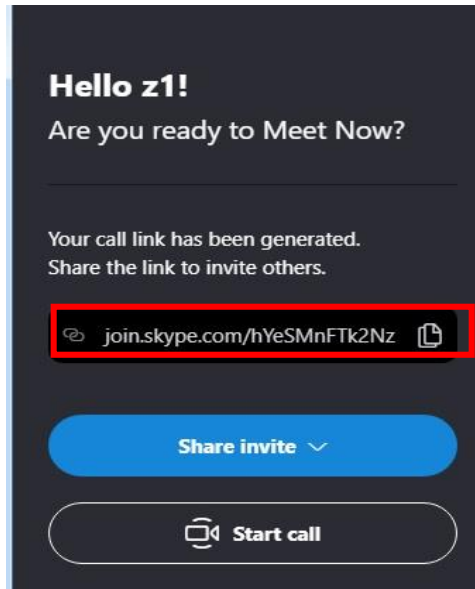 Hello z1!
Are you ready to Meet Now?
Your call link has been generated.
Share the link to invite others.
join.skype.com/hYeSMnFTk2Nz
Share invite
Start call